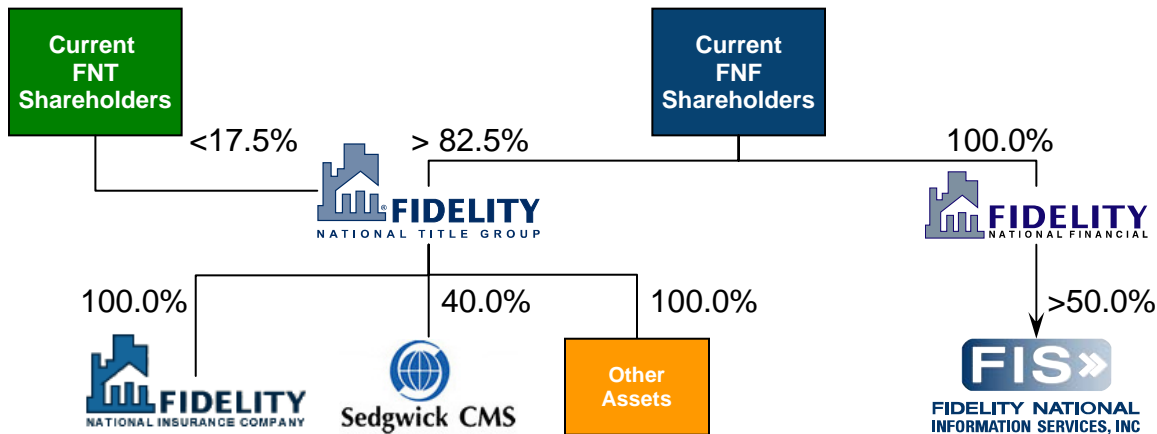 Current
FNT
Shareholders
Current
FNF
Shareholders
<17.5%
> 82.5%
100.0%
®FIDELITY
NATIONAL TITLE GROUP
FIDELITY
NATIONAL FINANCIAL
100.0%
40.0%
100.0%
>50.0%
FIDELITY
NATIONAL INSURANCE COMPANY
Sedgwick CMS
Other
Assets
FIS»
FIDELITY NATIONAL
INFORMATION SERVICES, INC